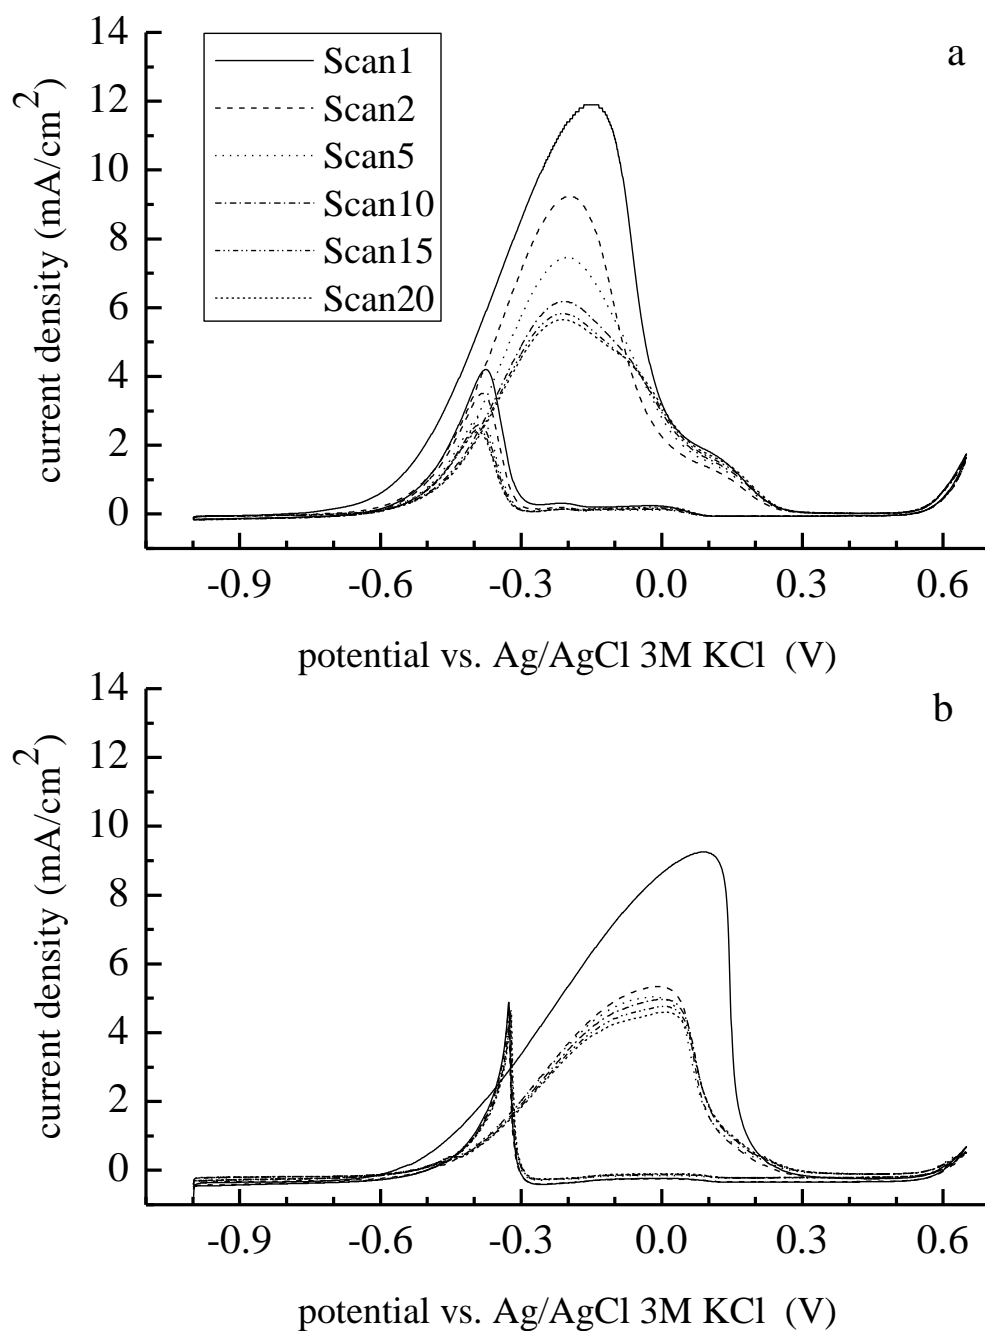 14
12
10
8
6
4
2
0
current density (mA/cm²)
a
Scan1
Scan2
Scan5
Scan10
Scan15
Scan20
-0.9 -0.6 -0.3 0.0 0.3 0.6
potential vs. Ag/AgCl 3M KCl (V)
14
12
10
8
6
4
2
0
current density (mA/cm²)
b
-0.9 -0.6 -0.3 0.0 0.3 0.6
potential vs. Ag/AgCl 3M KCl (V)